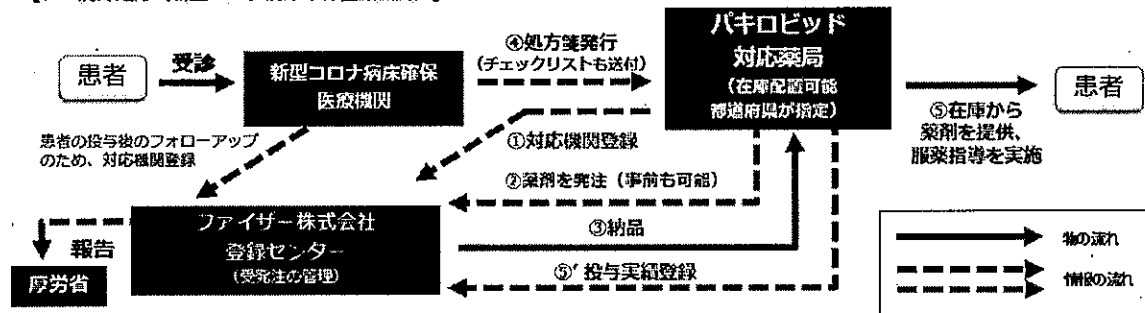 患者
受診
新型コロナ病床確保
医療機関
④処方箋発行
(チェックリストも送付)
パキロビッド
対応薬局
(在庫配置可能
都道府県が指定)
⑤在庫から
薬剤を提供、
服薬指導を実施
患者
患者の投与後のフォローアップ
のため、対応機関登録
①対応機関登録
②薬剤を発注(事前も可能)
ファイザー株式会社
登録センター
(受発注の管理)
③納品
⑤’投与実績登録
報告
厚労省
物の流れ
情報の流れ